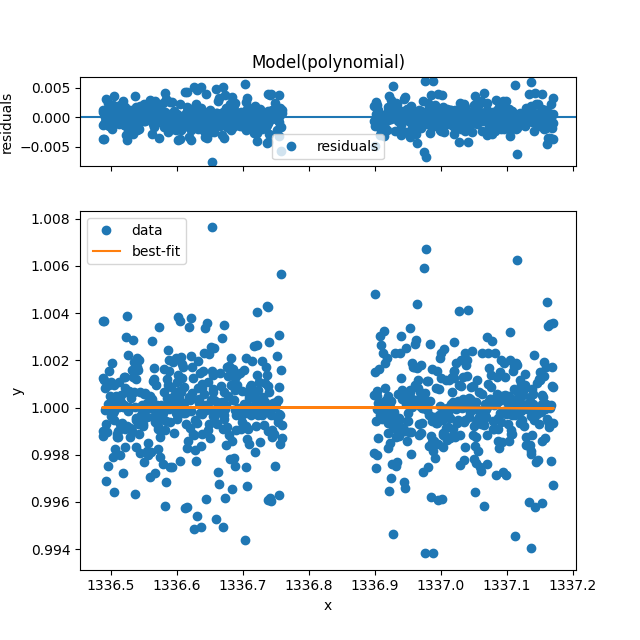 Model(polynomial)
0.005
0.000
−0.005
residuals
residuals
1.008
1.006
1.004
1.002
1.000
0.998
0.996
0.994
y
data
best-fit
1336.5 1336.6 1336.7 1336.8 1336.9 1337.0 1337.1 1337.2
x